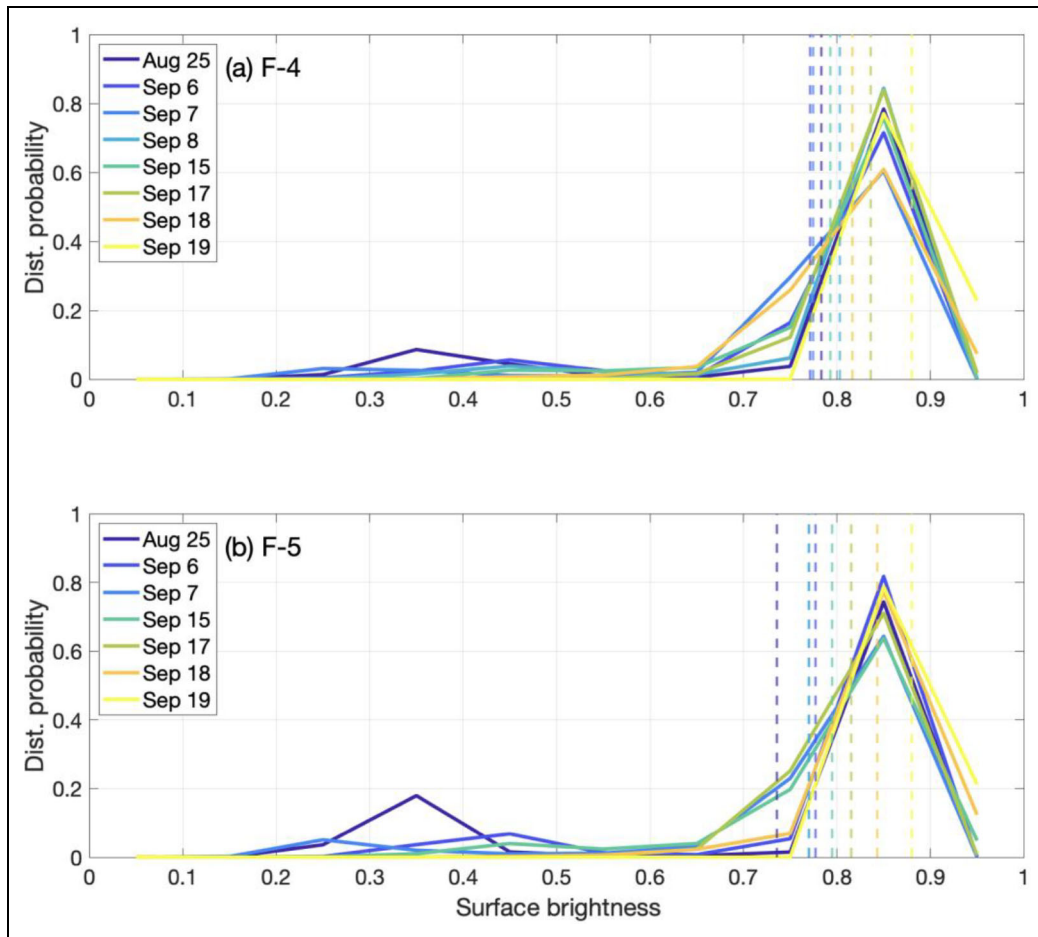 (a) F-4
Dist. probability
1
0.8
0.6
0.4
0.2
0
Aug 25
Sep 6
Sep 7
Sep 8
Sep 15
Sep 17
Sep 18
Sep 19
0 0.1 0.2 0.3 0.4 0.5 0.6 0.7 0.8 0.9 1
(b) F-5
Dist. probability
1
0.8
0.6
0.4
0.2
0
Aug 25
Sep 6
Sep 7
Sep 15
Sep 17
Sep 18
Sep 19
0 0.1 0.2 0.3 0.4 0.5 0.6 0.7 0.8 0.9 1
Surface brightness